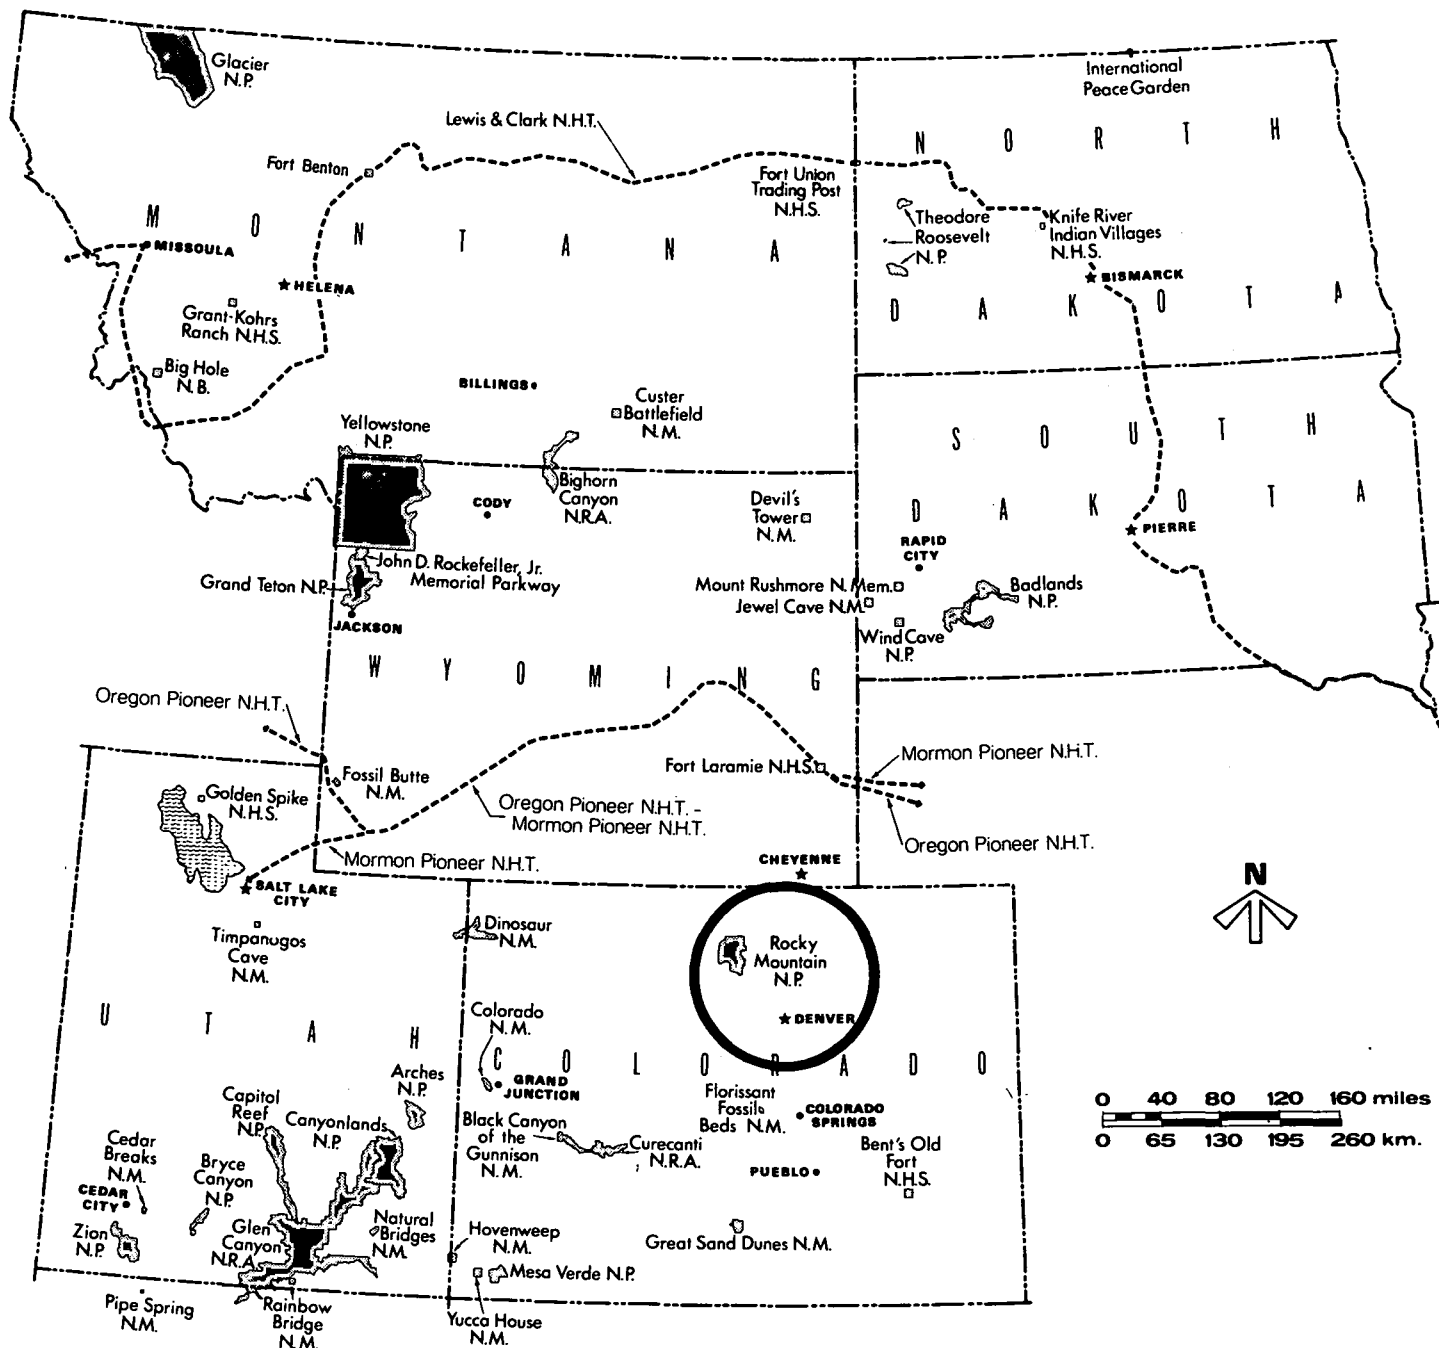 Glacier
N.P.
International
Peace Garden
Lewis & Clark N.H.T.
N O R T H
Fort Benton
Fort Union
Trading Post
N.H.S.
M O N T A N A
Theodore
Roosevelt
N.P.
Knife River
Indian Villages
N.H.S.
MISSOULA
HELENA
BISMARCK
Grant-Kohrs
Ranch N.H.S.
D A K O T A
Big Hole
N.B.
BILLINGS
Custer
Battlefield
N.M.
Yellowstone
N.P.
S O U T H
Bighorn
Canyon
N.R.A.
CODY
Devil's
Tower
N.M.
D A K O T A
PIERRE
RAPID
CITY
John D. Rockefeller, Jr.
Memorial Parkway
Grand Teton N.P.
Mount Rushmore N. Mem.
Jewel Cave N.M.
Badlands
N.P.
JACKSON
Wind Cave
N.P.
W Y O M I N G
Oregon Pioneer N.H.T.
Fort Laramie N.H.S.
Mormon Pioneer N.H.T.
Fossil Butte
N.M.
Golden Spike
N.H.S.
Oregon Pioneer N.H.T. -
Mormon Pioneer N.H.T.
Oregon Pioneer N.H.T.
Mormon Pioneer N.H.T.
CHEYENNE
SALT LAKE
CITY
N
Timpanugos
Cave
N.M.
Dinosaur
N.M.
Rocky
Mountain
N.P.
DENVER
U T A H
Colorado
N.M.
C O L O R A D O
GRAND
JUNCTION
Arches
N.P.
Capitol
Reef
N.P.
Canyonlands
N.P.
Florissant
Fossil
Beds N.M.
COLORADO
SPRINGS
0 40 80 120 160 miles
0 65 130 195 260 km.
Black Canyon
of the
Gunnison
N.M.
Curecanti
N.R.A.
Bent's Old
Fort
N.H.S.
PUEBLO
Cedar
Breaks
N.M.
Bryce
Canyon
N.P.
CEDAR
CITY
Zion
N.P.
Glen
Canyon
N.R.A.
Natural
Bridges
N.M.
Hovenweep
N.M.
Great Sand Dunes N.M.
Mesa Verde N.P.
Pipe Spring
N.M.
Rainbow
Bridge
N.M.
Yucca House
N.M.